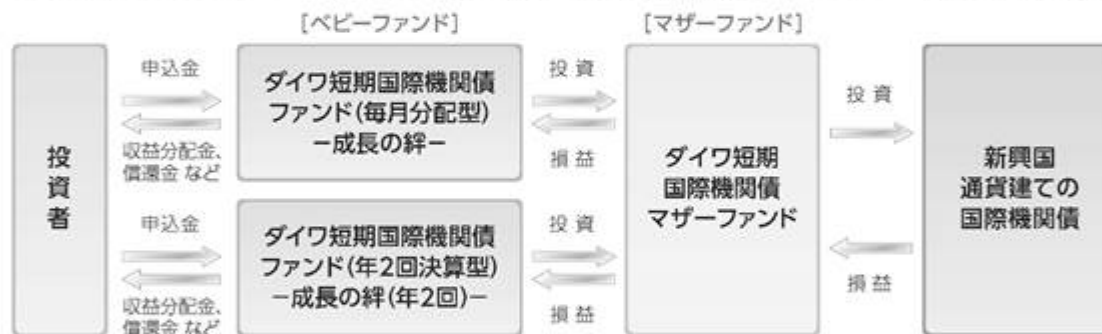 [ベビーファンド]
[マザーファンド]
投資者
申込金
収益分配金、
償還金 など
ダイワ短期国際機関債
ファンド(毎月分配型)
－成長の絆－
投 資
損 益
申込金
収益分配金、
償還金 など
ダイワ短期国際機関債
ファンド(年2回決算型)
－成長の絆(年2回)－
投 資
損 益
ダイワ短期
国際機関債
マザーファンド
投 資
損 益
新興国
通貨建ての
国際機関債